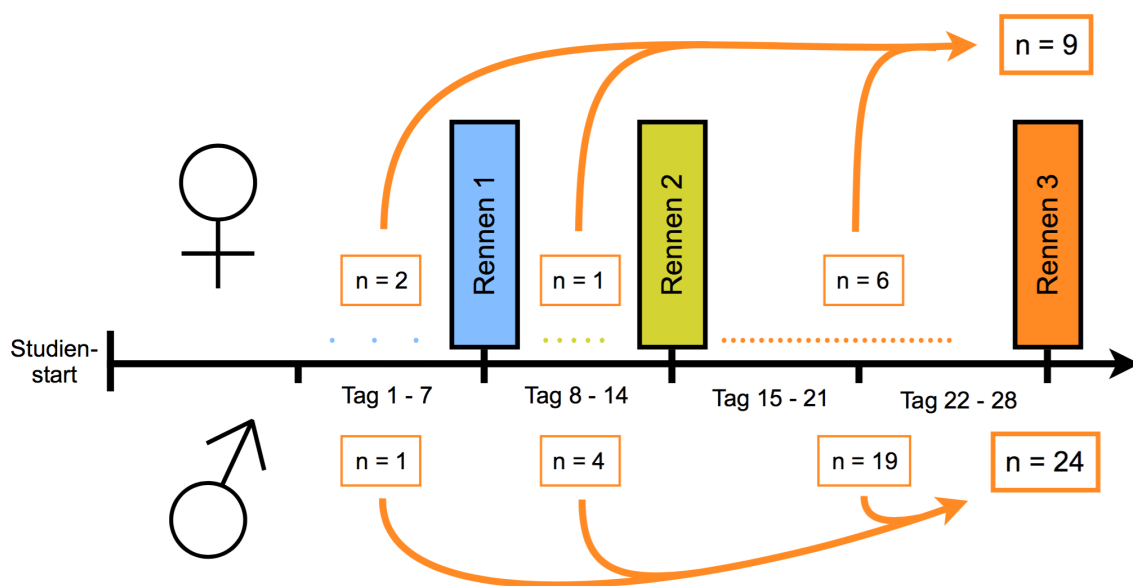 n = 9
Rennen 1
Rennen 2
Rennen 3
n = 2
n = 1
n = 6
Studien-
start
Tag 1 - 7
Tag 8 - 14
Tag 15 - 21
Tag 22 - 28
n = 1
n = 4
n = 19
n = 24